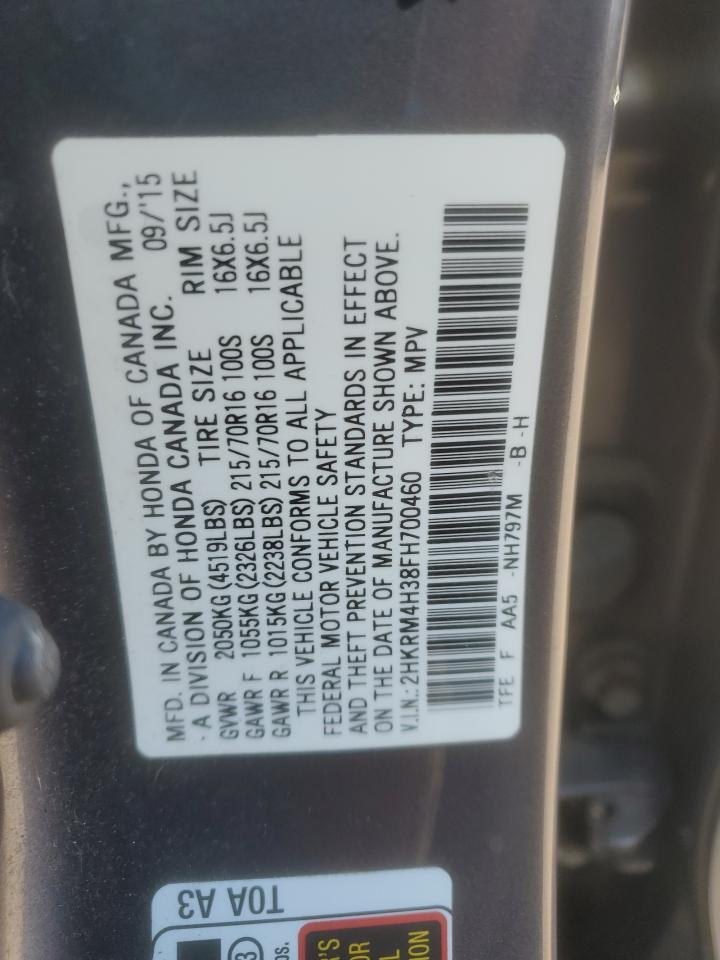 MFD. IN CANADA BY HONDA OF CANADA MFG.,
· A DIVISION OF HONDA CANADA INC. 09/'15
GVWR 2050KG (4519LBS) TIRE SIZE RIM SIZE
GAWR F 1055KG (2326LBS) 215/70R16 100S 16X6.5J
GAWR R 1015KG (2238LBS) 215/70R16 100S 16X6.5J
THIS VEHICLE CONFORMS TO ALL APPLICABLE
FEDERAL MOTOR VEHICLE SAFETY
AND THEFT PREVENTION STANDARDS IN EFFECT
ON THE DATE OF MANUFACTURE SHOWN ABOVE.
V.I.N.: 2HKRM4H38FH700460 TYPE: MPV
TFE F AA5 -NH797M -B -H
T0A A3